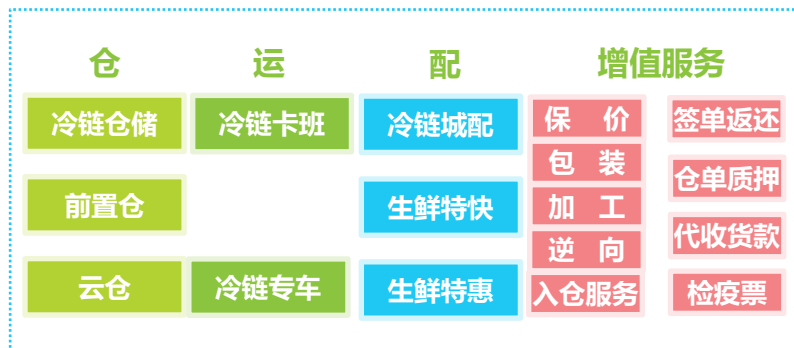 仓 运 配 增值服务
冷链仓储 冷链卡班 冷链城配 保 价 签单返还
包 装
前置仓 生鲜特快 加 工 仓单质押
逆 向 代收货款
云仓 冷链专车 生鲜特惠 入仓服务 检疫票